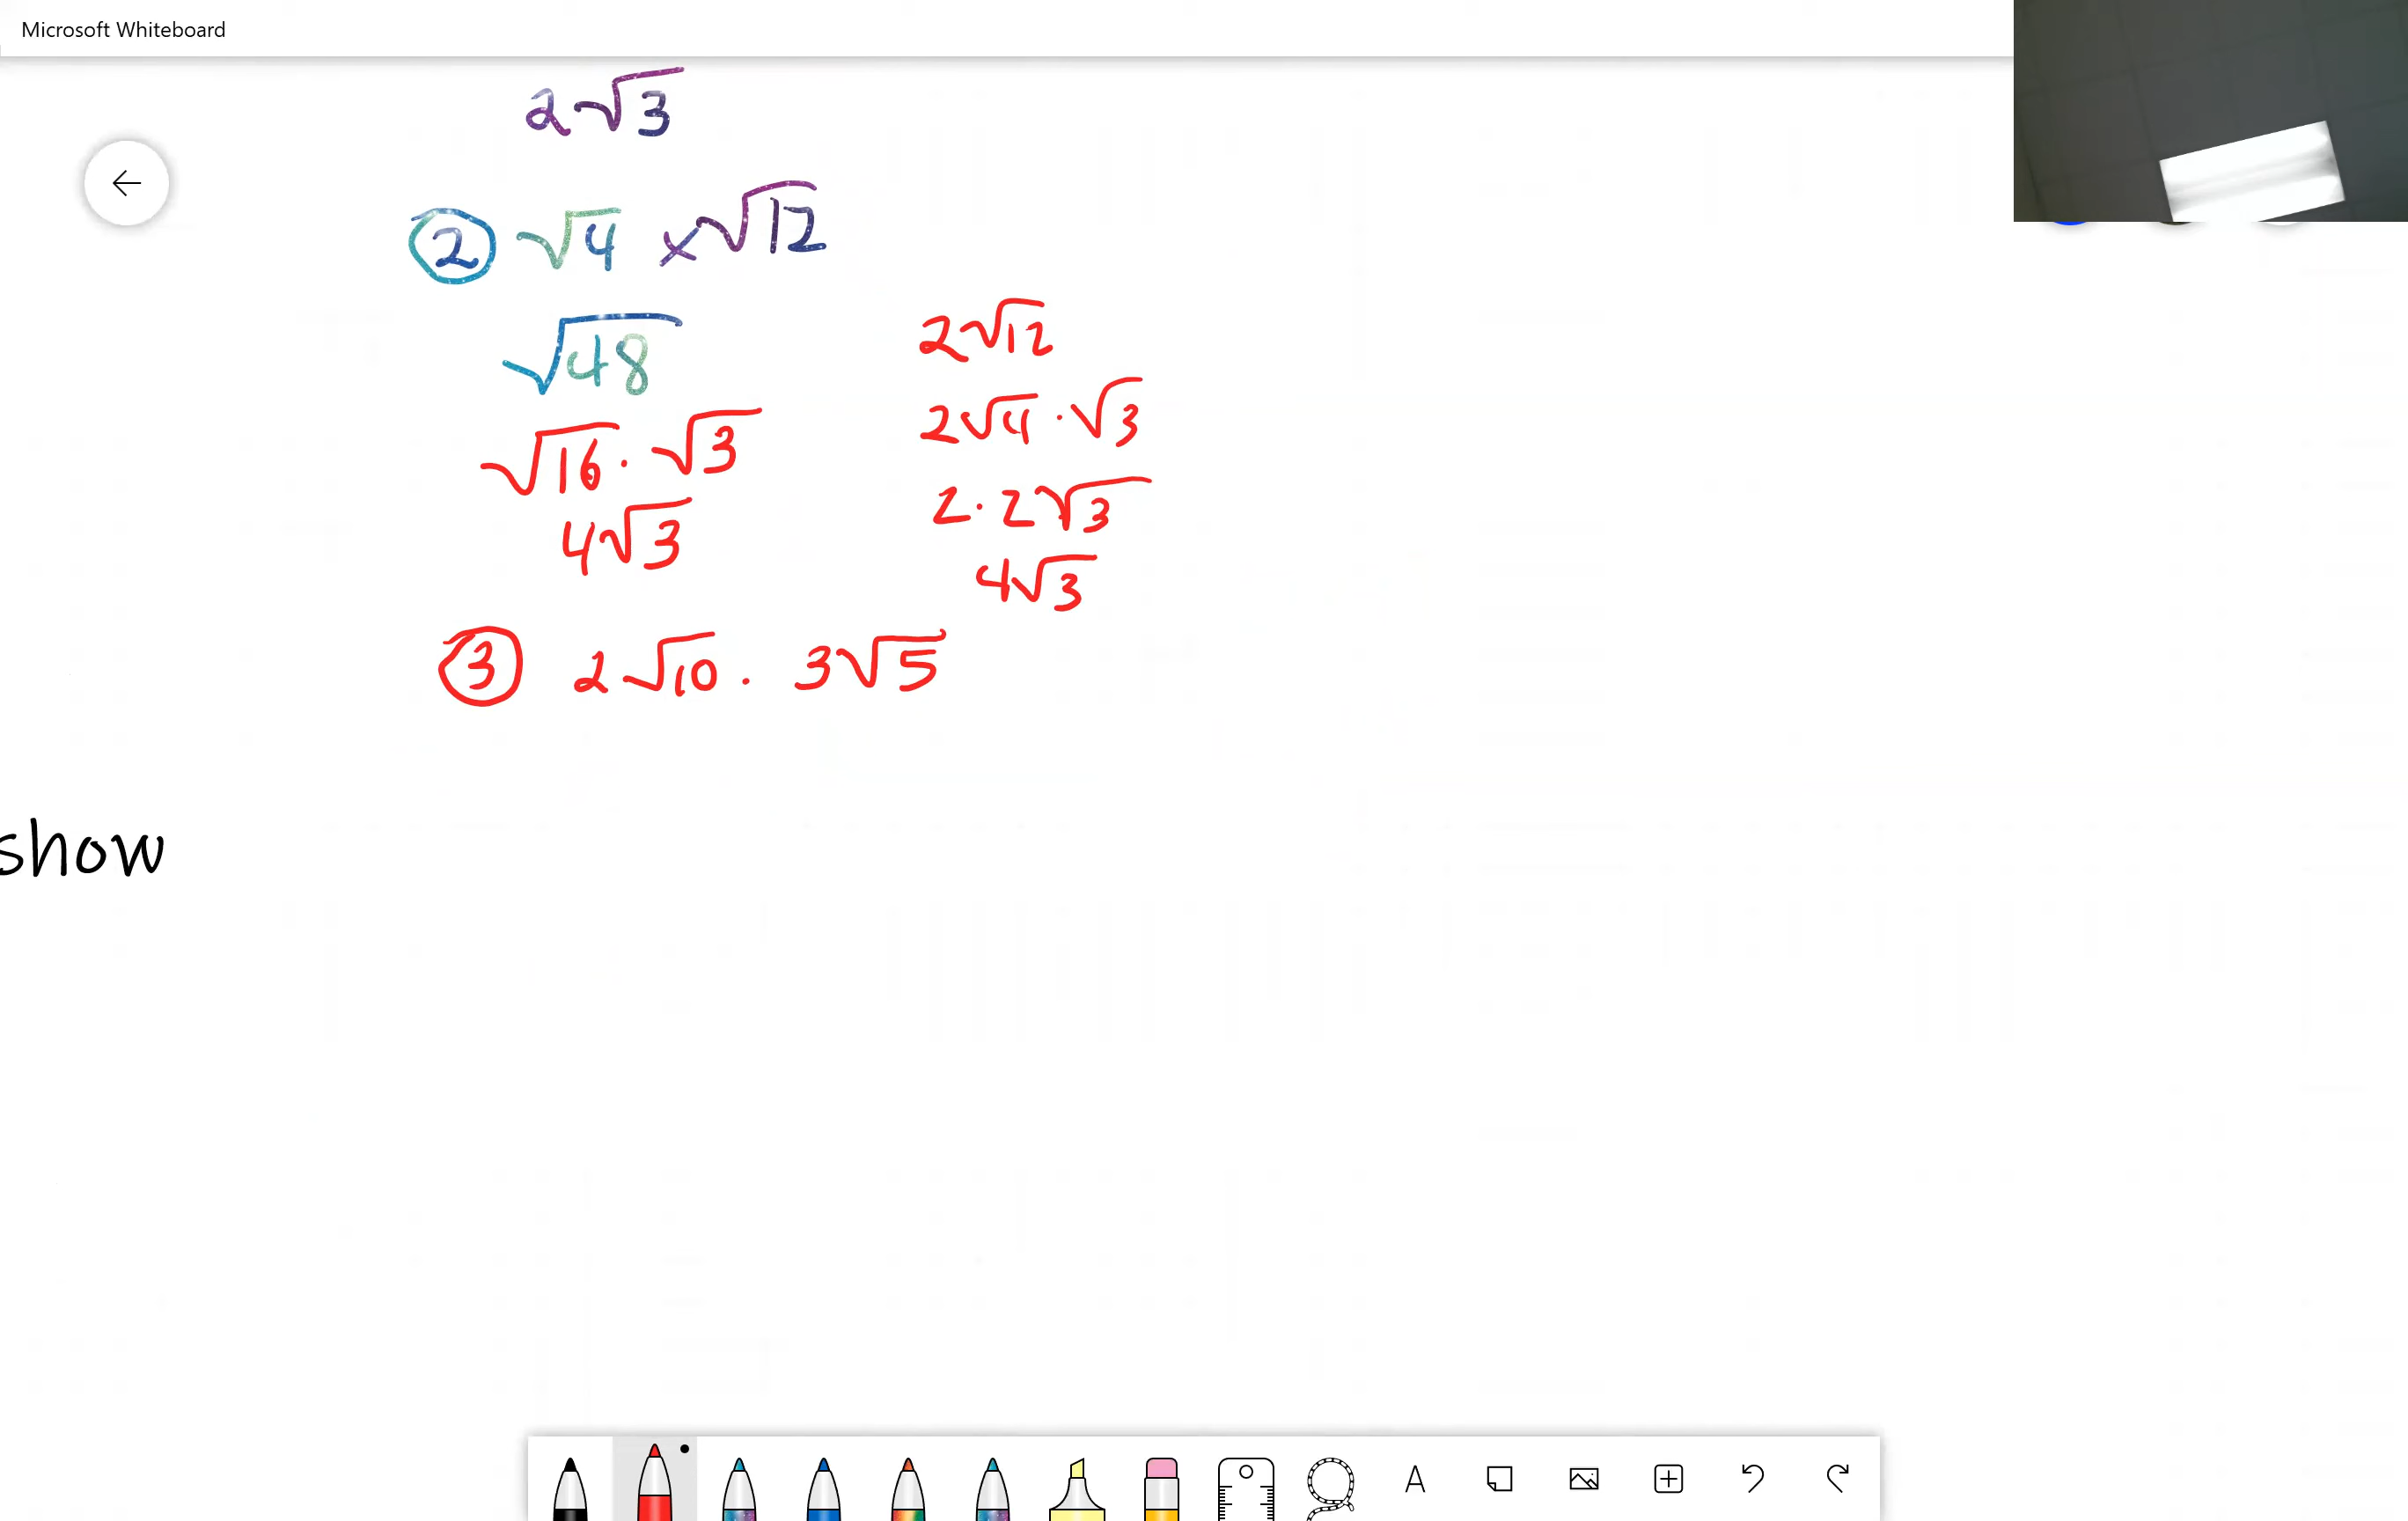 Microsoft Whiteboard
2√3
② √4 × √12
√48
√16 · √3
4√3
2√12
2√4 · √3
2 · 2√3
4√3
③ 2√10 · 3√5
show
A